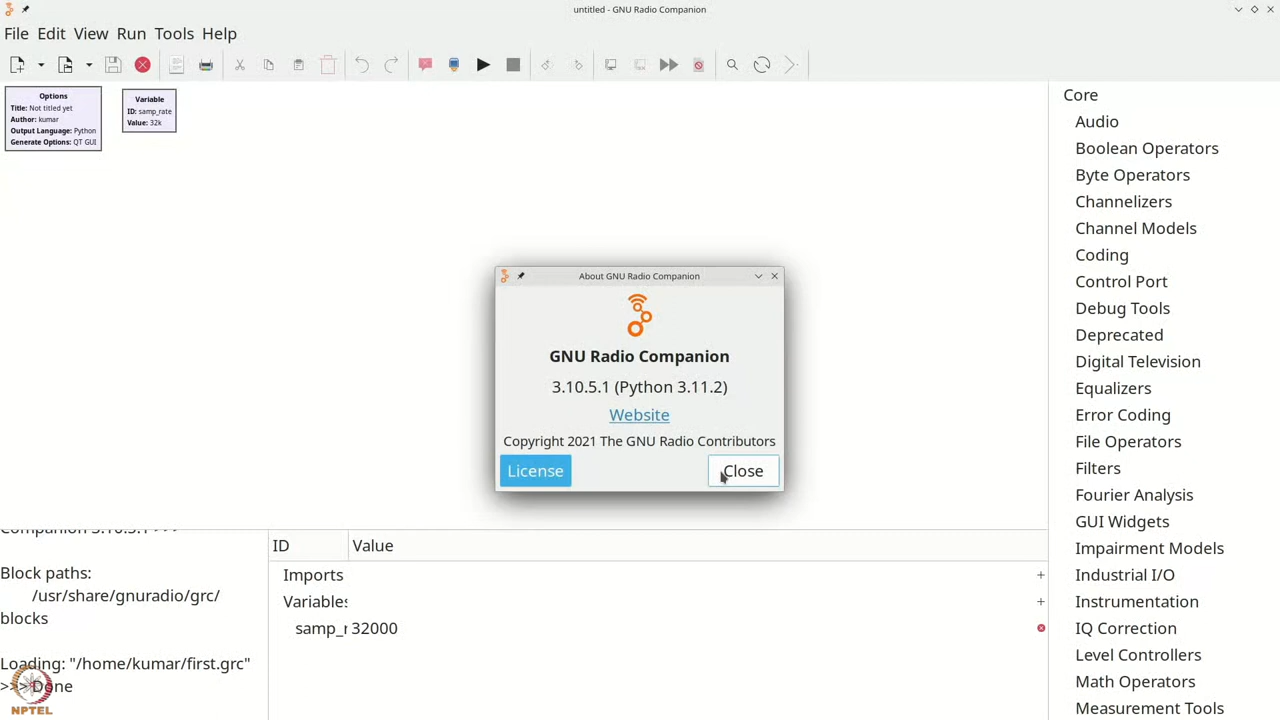 untitled - GNU Radio Companion
File Edit View Run Tools Help
Options
Title: Not titled yet
Author: kumar
Output Language: Python
Generate Options: QT GUI
Variable
ID: samp_rate
Value: 32k
About GNU Radio Companion
GNU Radio Companion
3.10.5.1 (Python 3.11.2)
Website
Copyright 2021 The GNU Radio Contributors
License Close
Companion 3.10.5.1 >>>
Block paths:
/usr/share/gnuradio/grc/
blocks
Loading: "/home/kumar/first.grc"
>>> Done
NPTEL
ID Value
Imports
Variables
samp_r 32000
Core
Audio
Boolean Operators
Byte Operators
Channelizers
Channel Models
Coding
Control Port
Debug Tools
Deprecated
Digital Television
Equalizers
Error Coding
File Operators
Filters
Fourier Analysis
GUI Widgets
Impairment Models
Industrial I/O
Instrumentation
IQ Correction
Level Controllers
Math Operators
Measurement Tools